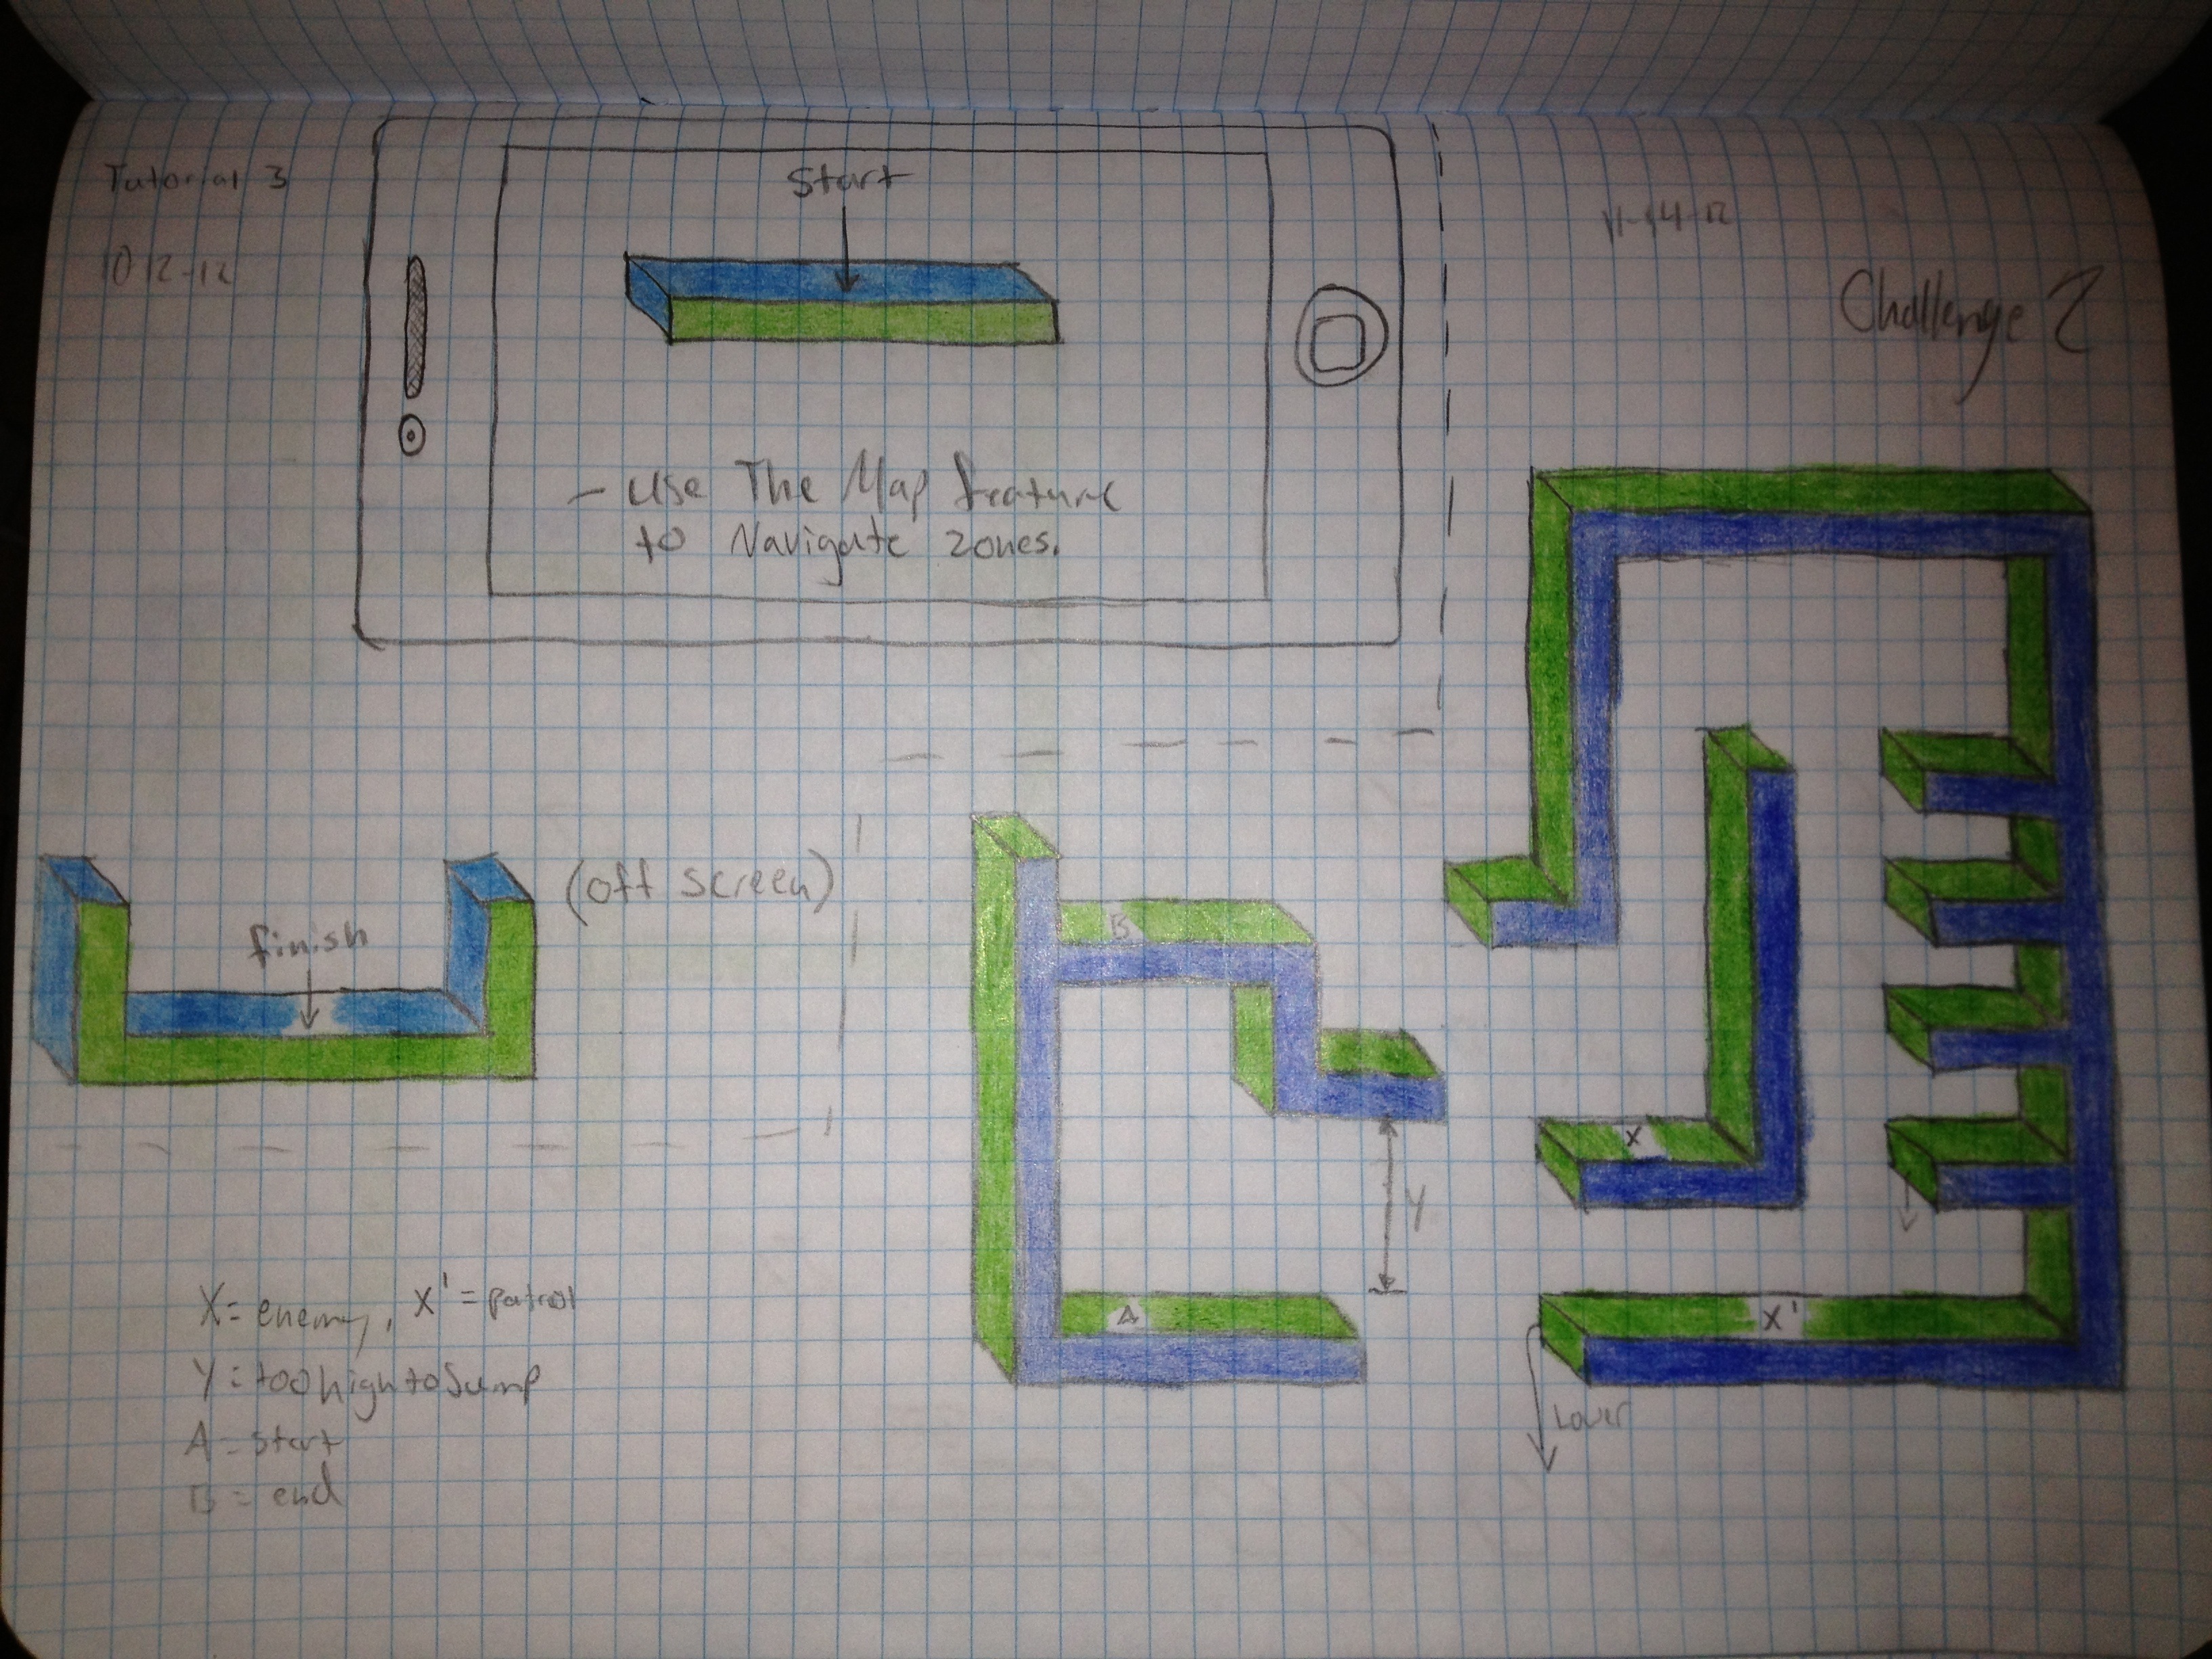 Tutorial 3
10 12-12
Start
- Use The Map feature
to Navigate zones.
11-14-12
Challenge 2
(off screen)
finish
B
Y
A
X
X'
Lower
X = enemy, X' = patrol
Y = too high to Jump
A = start
B = end